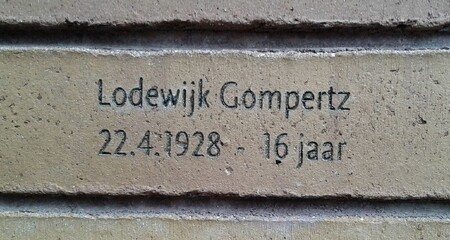 Lodewijk Gompertz
22.4.1928 - 16 jaar